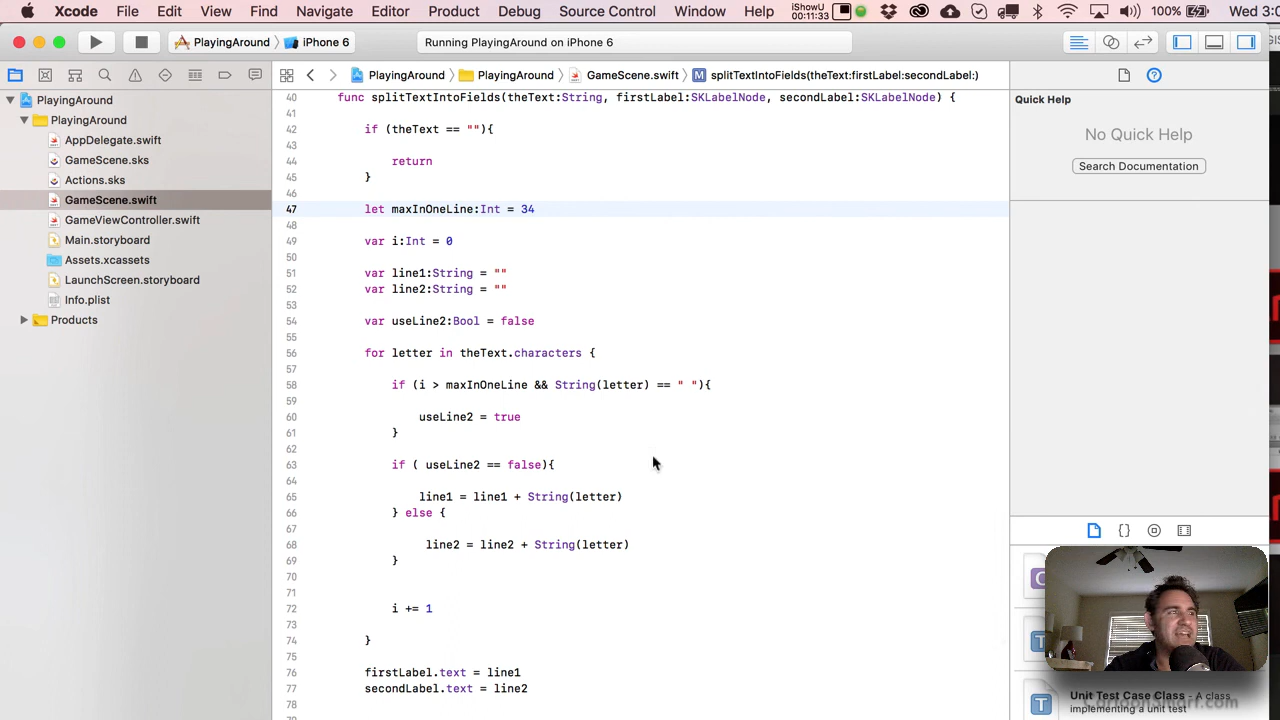 Xcode File Edit View Find Navigate Editor Product Debug Source Control Window Help iShowU 00:11:33 100% Wed 3:0
PlayingAround iPhone 6 Running PlayingAround on iPhone 6
PlayingAround PlayingAround GameScene.swift M splitTextIntoFields(theText:firstLabel:secondLabel:)
PlayingAround
PlayingAround
AppDelegate.swift
GameScene.sks
Actions.sks
GameScene.swift
GameViewController.swift
Main.storyboard
Assets.xcassets
LaunchScreen.storyboard
Info.plist
Products
40 func splitTextIntoFields(theText:String, firstLabel:SKLabelNode, secondLabel:SKLabelNode) {
41
42 if (theText == ""){
43
44 return
45 }
46
47 let maxInOneLine:Int = 34
48
49 var i:Int = 0
50
51 var line1:String = ""
52 var line2:String = ""
53
54 var useLine2:Bool = false
55
56 for letter in theText.characters {
57
58 if (i > maxInOneLine && String(letter) == " "){
59
60 useLine2 = true
61 }
62
63 if ( useLine2 == false){
64
65 line1 = line1 + String(letter)
66 } else {
67
68 line2 = line2 + String(letter)
69 }
70
71
72 i += 1
73
74 }
75
76 firstLabel.text = line1
77 secondLabel.text = line2
78
Quick Help
No Quick Help
Search Documentation
{}
C
T
T
Unit Test Case Class - A class
implementing a unit test
CartoonSmart.com